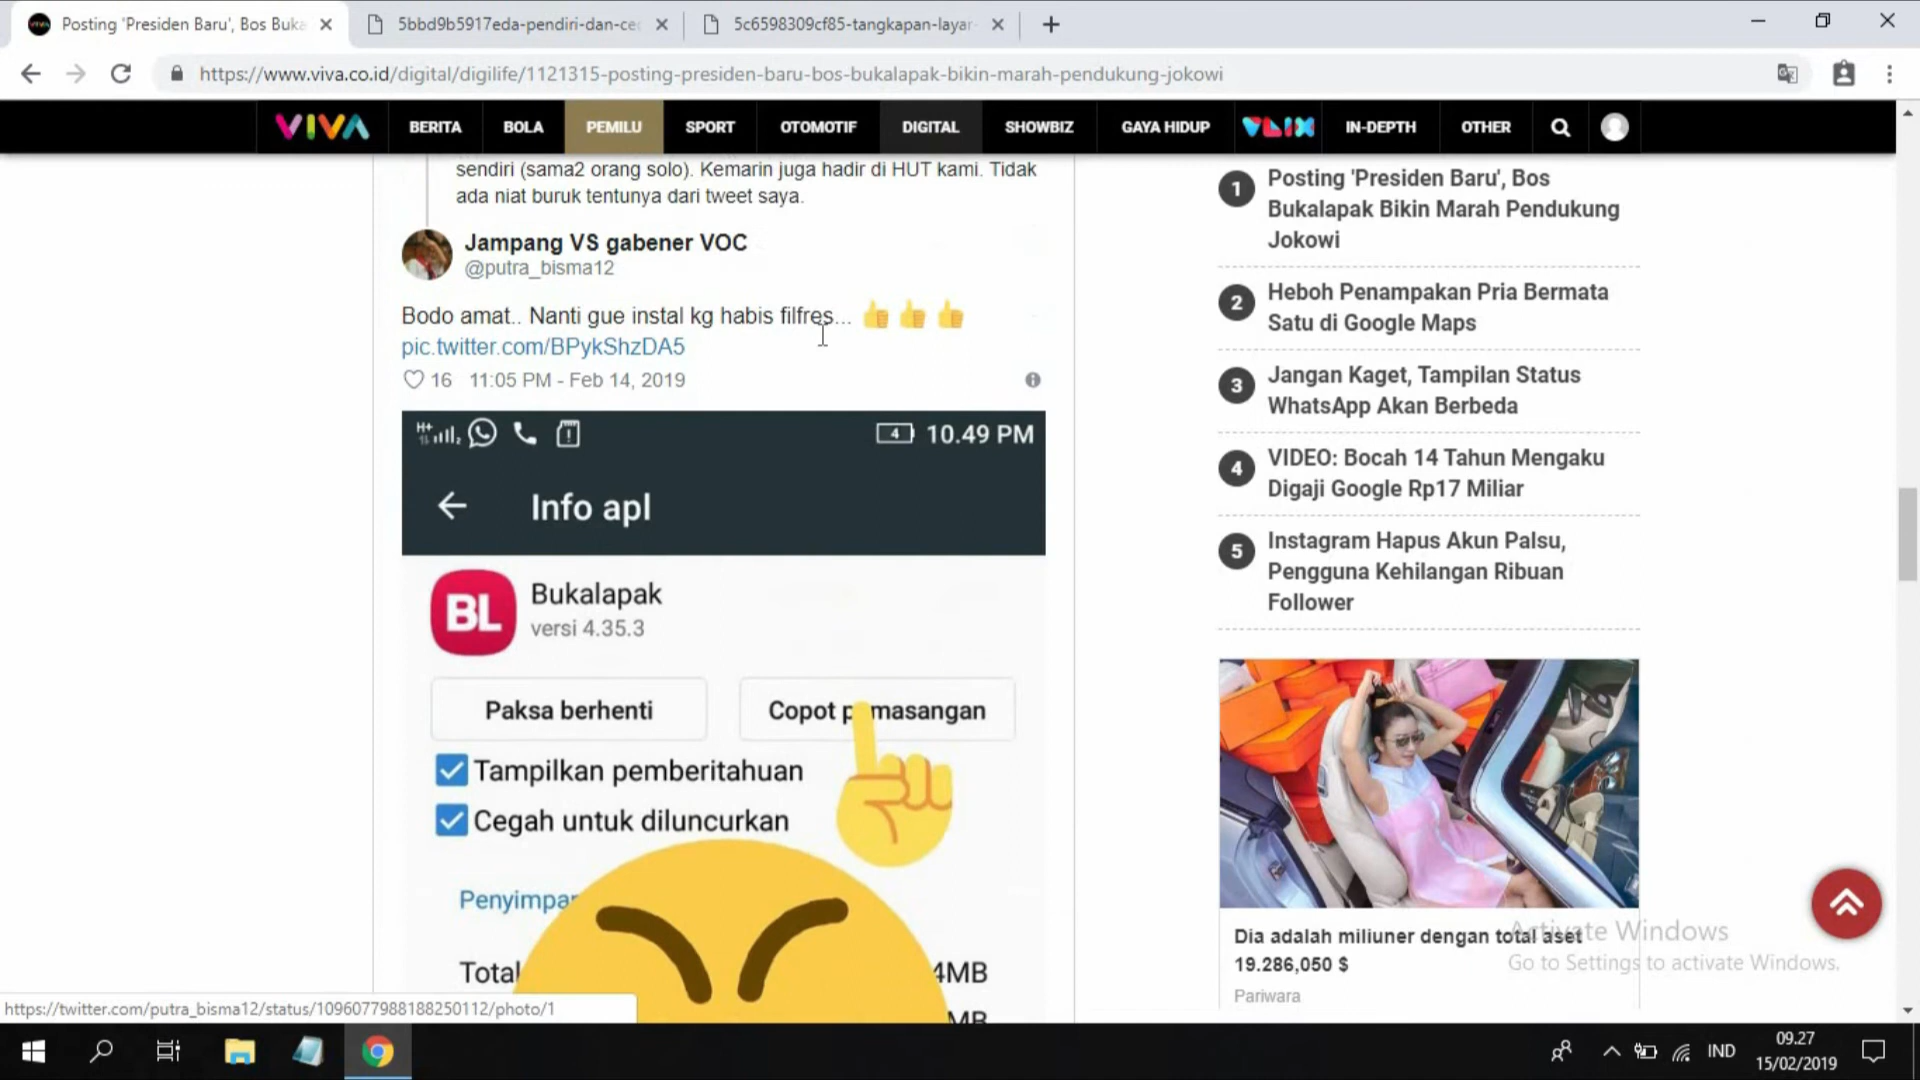 Posting 'Presiden Baru', Bos Buka
5bbd9b5917eda-pendiri-dan-ce
5c6598309cf85-tangkapan-layar-
https://www.viva.co.id/digital/digilife/1121315-posting-presiden-baru-bos-bukalapak-bikin-marah-pendukung-jokowi
VIVA BERITA BOLA PEMILU SPORT OTOMOTIF DIGITAL SHOWBIZ GAYA HIDUP VLIX IN-DEPTH OTHER
sendiri (sama2 orang solo). Kemarin juga hadir di HUT kami. Tidak
ada niat buruk tentunya dari tweet saya.
Jampang VS gabener VOC
@putra_bisma12
Bodo amat.. Nanti gue instal kg habis filfres...
pic.twitter.com/BPykShzDA5
16 11:05 PM - Feb 14, 2019
H+ 2 4 10.49 PM
Info apl
BL
Bukalapak
versi 4.35.3
Paksa berhenti
Copot pemasangan
Tampilkan pemberitahuan
Cegah untuk diluncurkan
Penyimpa
Total 4MB
MB
1 Posting 'Presiden Baru', Bos
Bukalapak Bikin Marah Pendukung
Jokowi
2 Heboh Penampakan Pria Bermata
Satu di Google Maps
3 Jangan Kaget, Tampilan Status
WhatsApp Akan Berbeda
4 VIDEO: Bocah 14 Tahun Mengaku
Digaji Google Rp17 Miliar
5 Instagram Hapus Akun Palsu,
Pengguna Kehilangan Ribuan
Follower
Dia adalah miliuner dengan total aset
19.286,050 $
Pariwara
Activate Windows
Go to Settings to activate Windows.
https://twitter.com/putra_bisma12/status/1096077988188250112/photo/1
IND
09.27
15/02/2019